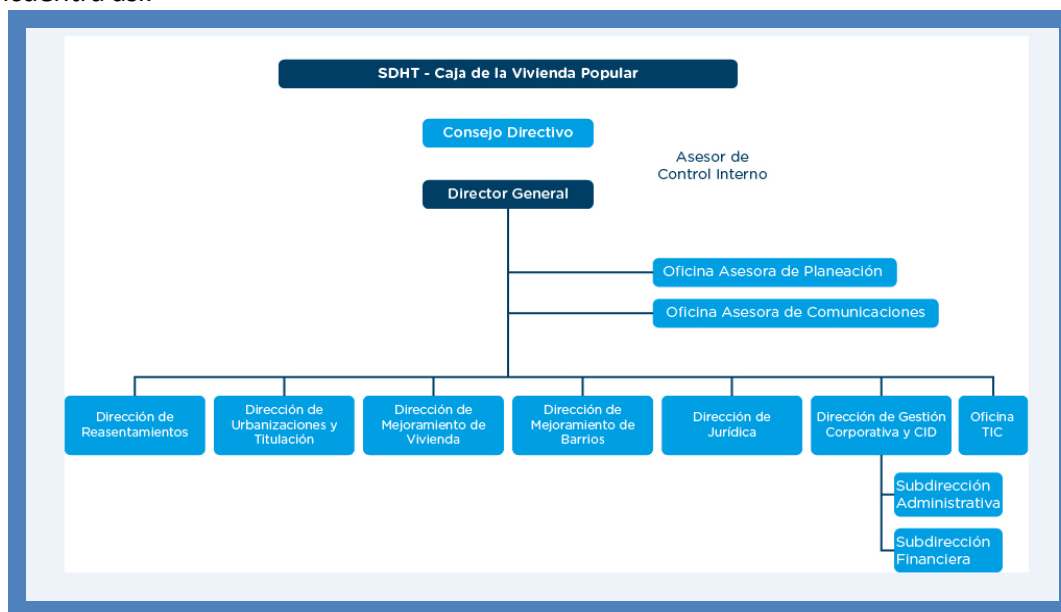 SDHT - Caja de la Vivienda Popular
Consejo Directivo
Asesor de
Control Interno
Director General
Oficina Asesora de Planeación
Oficina Asesora de Comunicaciones
Dirección de
Reasentamientos
Dirección de
Urbanizaciones y
Titulación
Dirección de
Mejoramiento de
Vivienda
Dirección de
Mejoramiento de
Barrios
Dirección de
Jurídica
Dirección de Gestión
Corporativa y CID
Oficina
TIC
Subdirección
Administrativa
Subdirección
Financiera